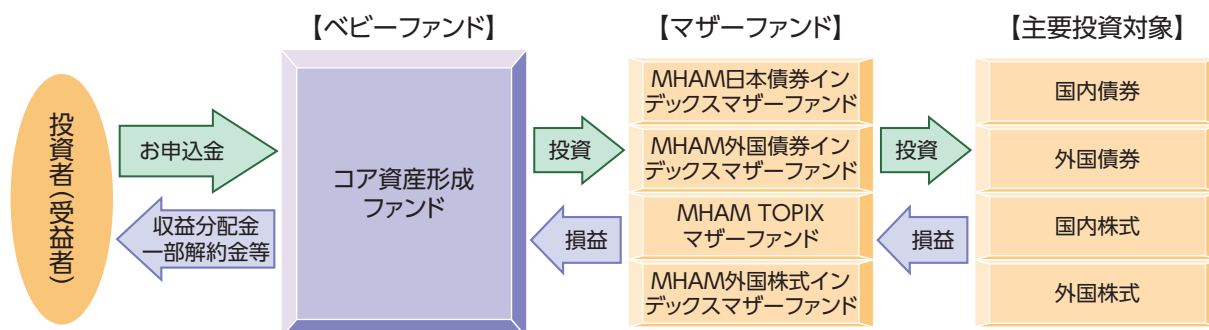 【ベビーファンド】
【マザーファンド】
【主要投資対象】
投資者(受益者)
お申込金
収益分配金
一部解約金等
コア資産形成
ファンド
投資
損益
MHAM日本債券イン
デックスマザーファンド
MHAM外国債券イン
デックスマザーファンド
MHAM TOPIX
マザーファンド
MHAM外国株式イン
デックスマザーファンド
投資
損益
国内債券
外国債券
国内株式
外国株式